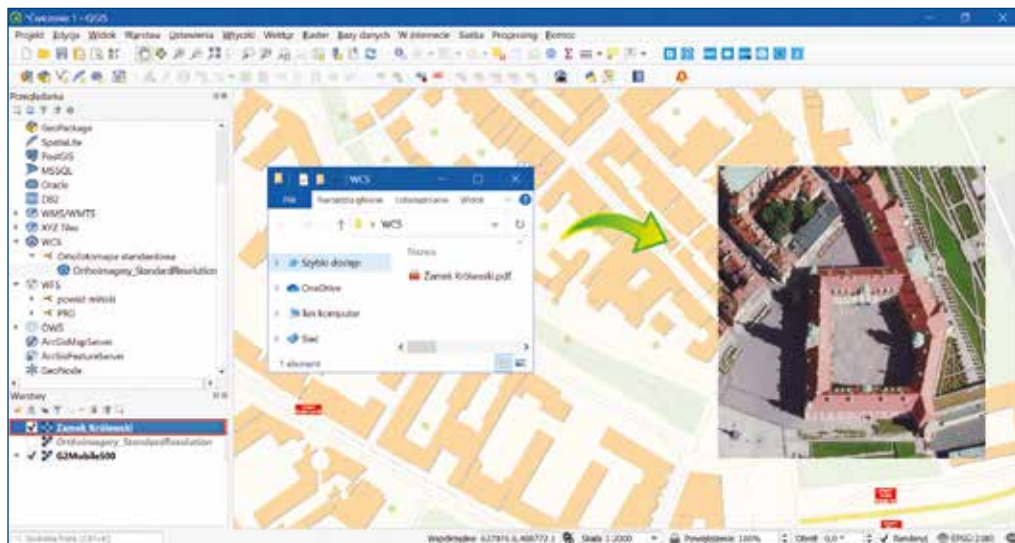 *Ćwiczenie 1 - QGIS
Projekt Edycja Widok Warstwa Ustawienia Wtyczki Wektor Raster Bazy danych W internecie Siatka Processing Pomoc
Przeglądarka
GeoPackage
SpatiaLite
PostGIS
MSSQL
Oracle
DB2
WMS/WMTS
XYZ Tiles
WCS
Ortofotomapa standardowa
OrthoImagery_StandardResolution
WFS
powiat miński
PRG
OWS
ArcGisMapServer
ArcGisFeatureServer
GeoNode
Warstwy
Zamek Królewski
OrthoImagery_StandardResolution
G2Mobile500
WCS
Plik Narzędzia główne Udostępnianie Widok
WCS
Nazwa
Szybki dostęp
Zamek Królewski.pdf
OneDrive
Ten komputer
Sieć
1 element
Współrzędne Skala 1:2000 Powiększenie 100% Obrót 0,0 ° Renderuj EPSG:2180